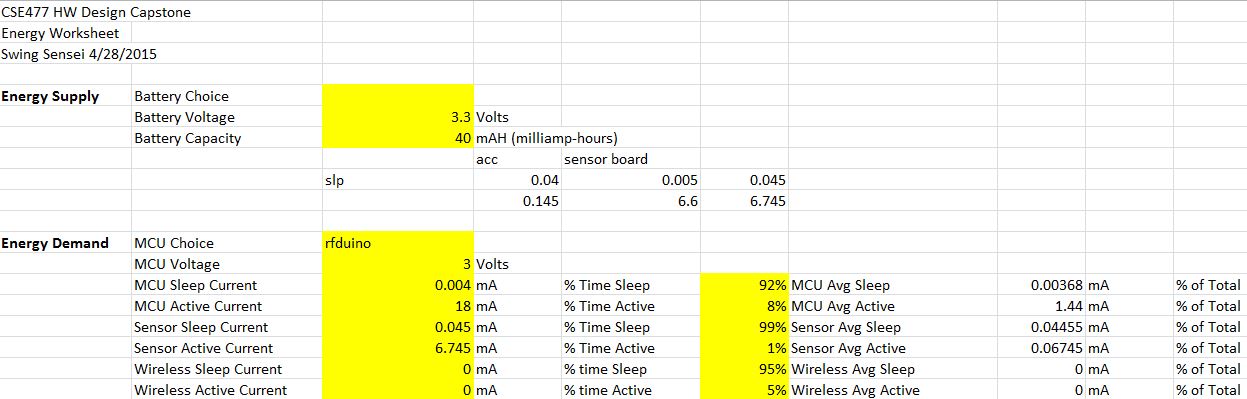 CSE477 HW Design Capstone
Energy Worksheet
Swing Sensei 4/28/2015
Energy Supply Battery Choice
Battery Voltage 3.3 Volts
Battery Capacity 40 mAH (milliamp-hours)
acc sensor board
slp 0.04 0.005 0.045
0.145 6.6 6.745
Energy Demand MCU Choice rfduino
MCU Voltage 3 Volts
MCU Sleep Current 0.004 mA % Time Sleep 92% MCU Avg Sleep 0.00368 mA % of Total
MCU Active Current 18 mA % Time Active 8% MCU Avg Active 1.44 mA % of Total
Sensor Sleep Current 0.045 mA % Time Sleep 99% Sensor Avg Sleep 0.04455 mA % of Total
Sensor Active Current 6.745 mA % Time Active 1% Sensor Avg Active 0.06745 mA % of Total
Wireless Sleep Current 0 mA % time Sleep 95% Wireless Avg Sleep 0 mA % of Total
Wireless Active Current 0 mA % time Active 5% Wireless Avg Active 0 mA % of Total